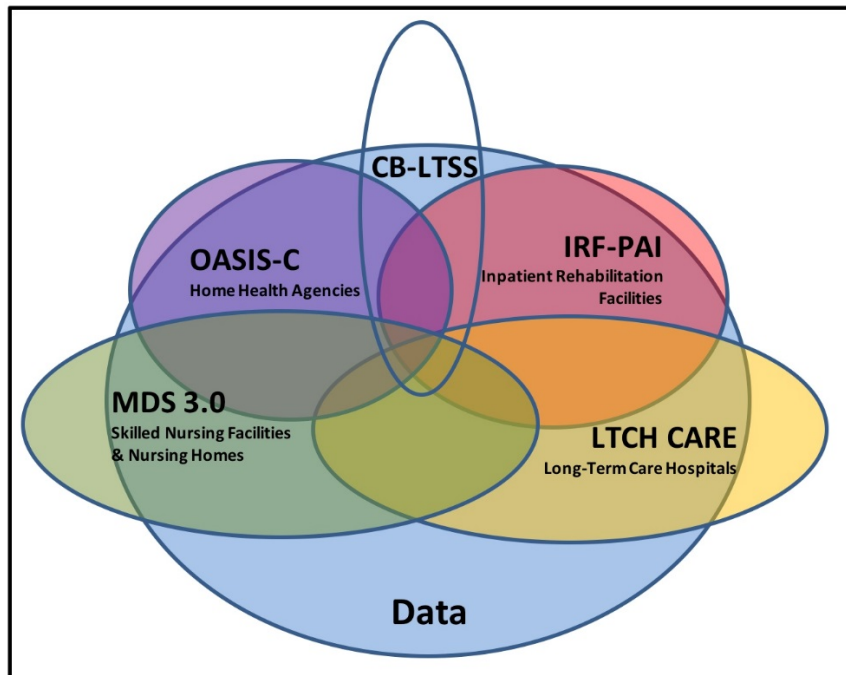 CB-LTSS
OASIS-C
Home Health Agencies
IRF-PAI
Inpatient Rehabilitation
Facilities
MDS 3.0
Skilled Nursing Facilities
& Nursing Homes
LTCH CARE
Long-Term Care Hospitals
Data